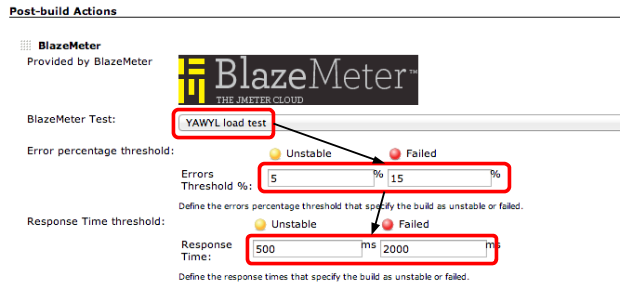 Post-build Actions
BlazeMeter
Provided by BlazeMeter
BlazeMeter™
THE JMETER CLOUD
BlazeMeter Test: YAWYL load test
Error percentage threshold: Unstable Failed
Errors Threshold %: 5 % 15 %
Define the errors percentage threshold that specify the build as unstable or failed.
Response Time threshold: Unstable Failed
Response Time: 500 ms 2000 ms
Define the response times that specify the build as unstable or failed.